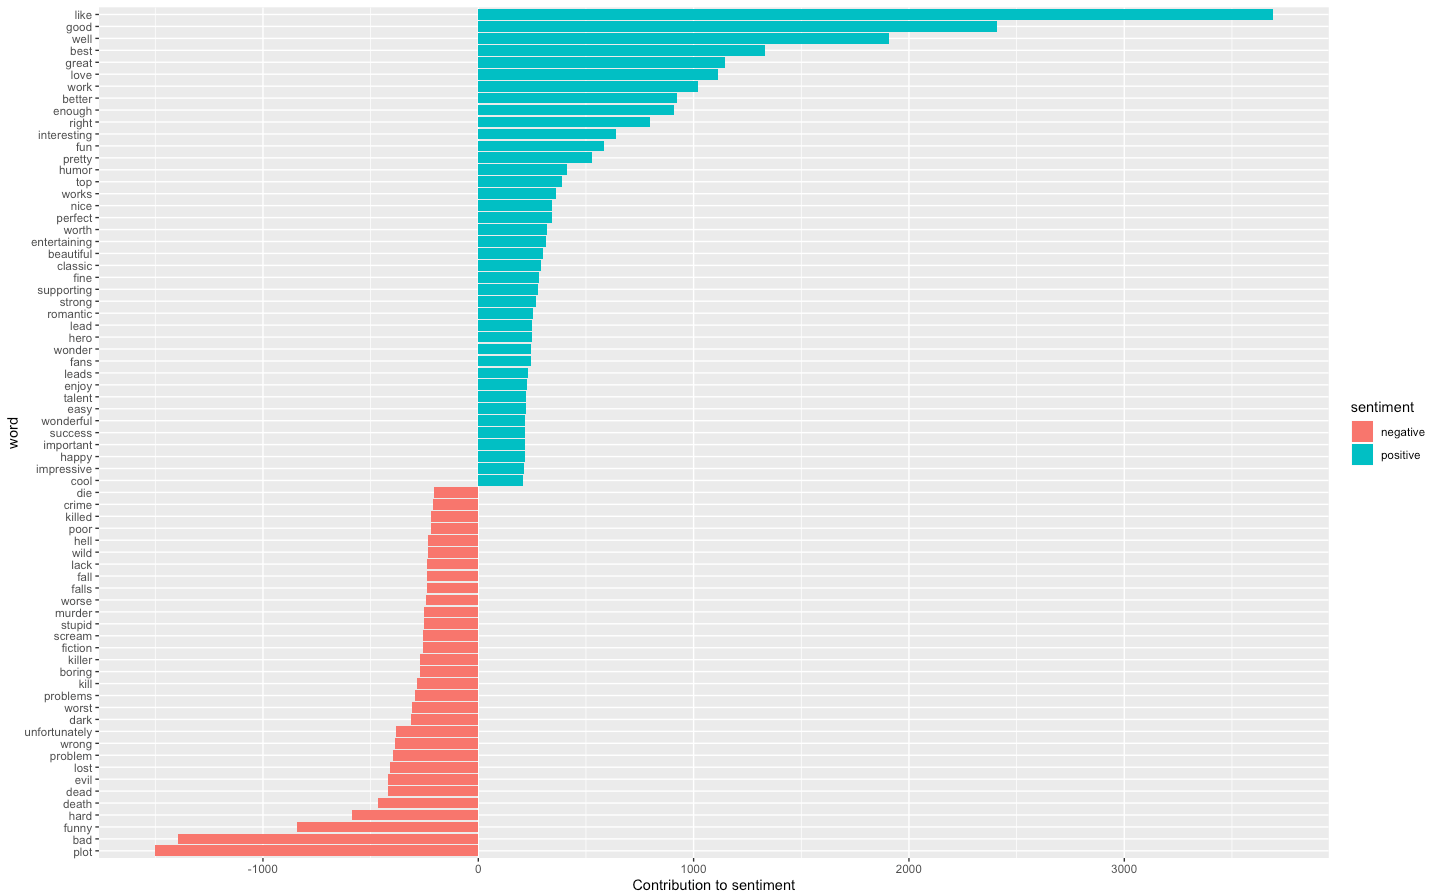 like
good
well
best
great
love
work
better
enough
right
interesting
fun
pretty
humor
top
works
nice
perfect
worth
entertaining
beautiful
classic
fine
supporting
strong
romantic
lead
hero
wonder
fans
leads
enjoy
talent
easy
wonderful
success
important
happy
impressive
cool
die
crime
killed
poor
hell
wild
lack
fall
falls
worse
murder
stupid
scream
fiction
killer
boring
kill
problems
worst
dark
unfortunately
wrong
problem
lost
evil
dead
death
hard
funny
bad
plot
word
-1000 0 1000 2000 3000
Contribution to sentiment
sentiment
negative
positive